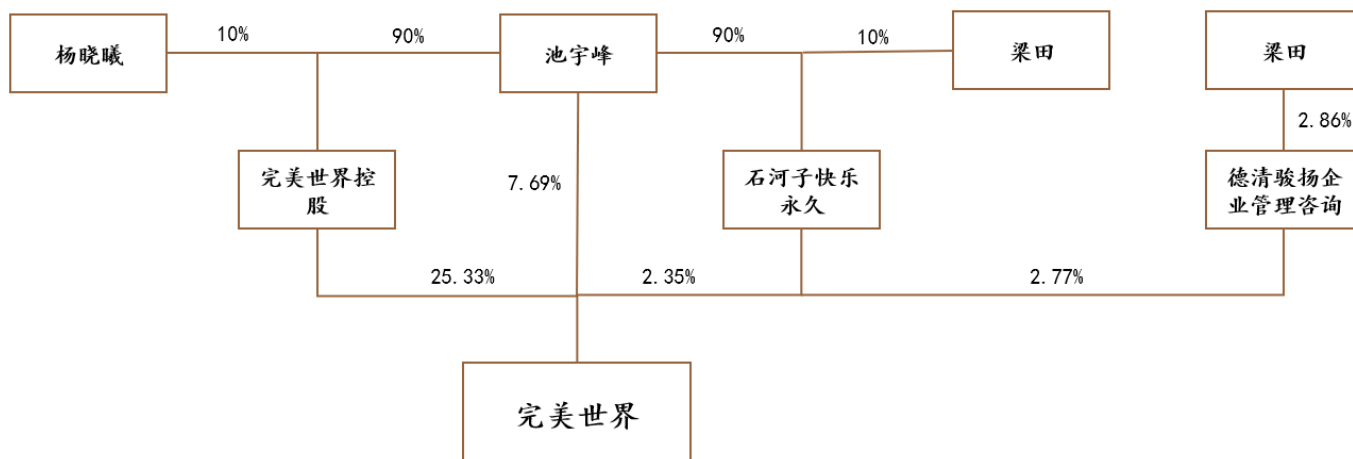 10%
90%
90%
10%
杨晓曦
池宇峰
梁田
梁田
2.86%
完美世界控
股
7.69%
石河子快乐
永久
德清骏扬企
业管理咨询
25.33%
2.35%
2.77%
完美世界